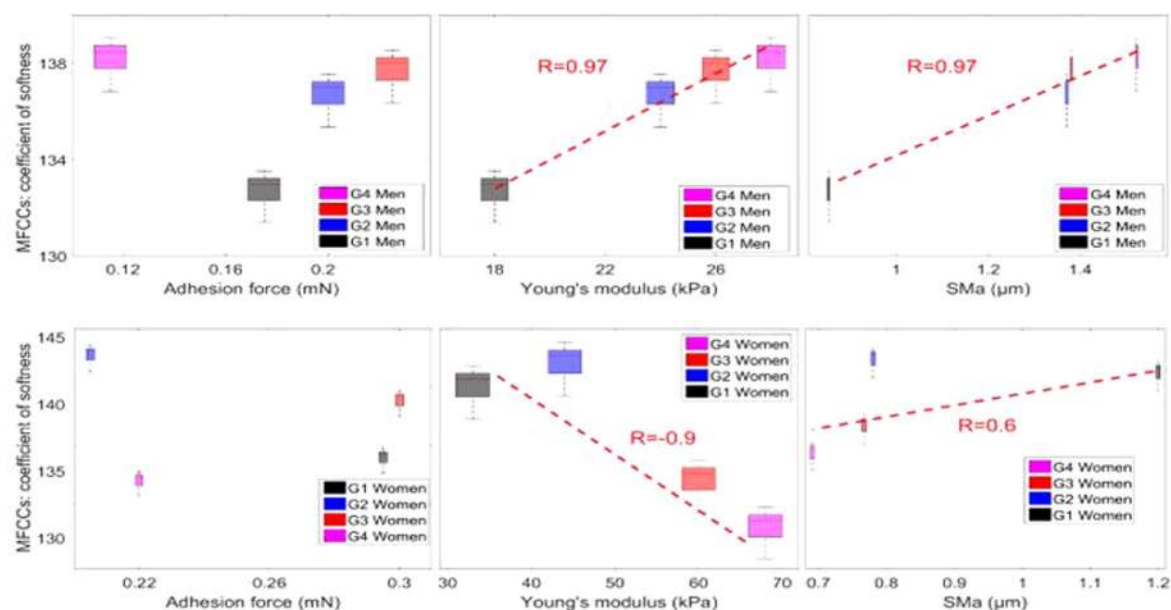 MFCCs: coefficient of softness
138
134
130
G4 Men
G3 Men
G2 Men
G1 Men
0.12
0.16
0.2
Adhesion force (mN)
R=0.97
G4 Men
G3 Men
G2 Men
G1 Men
18
22
26
Young's modulus (kPa)
R=0.97
G4 Men
G3 Men
G2 Men
G1 Men
1
1.2
1.4
SMa (μm)
MFCCs: coefficient of softness
145
140
135
130
G1 Women
G2 Women
G3 Women
G4 Women
0.22
0.26
0.3
Adhesion force (mN)
G4 Women
G3 Women
G2 Women
G1 Women
R=-0.9
30
40
50
60
70
Young's modulus (kPa)
R=0.6
G4 Women
G3 Women
G2 Women
G1 Women
0.7
0.8
0.9
1
1.1
1.2
SMa (μm)